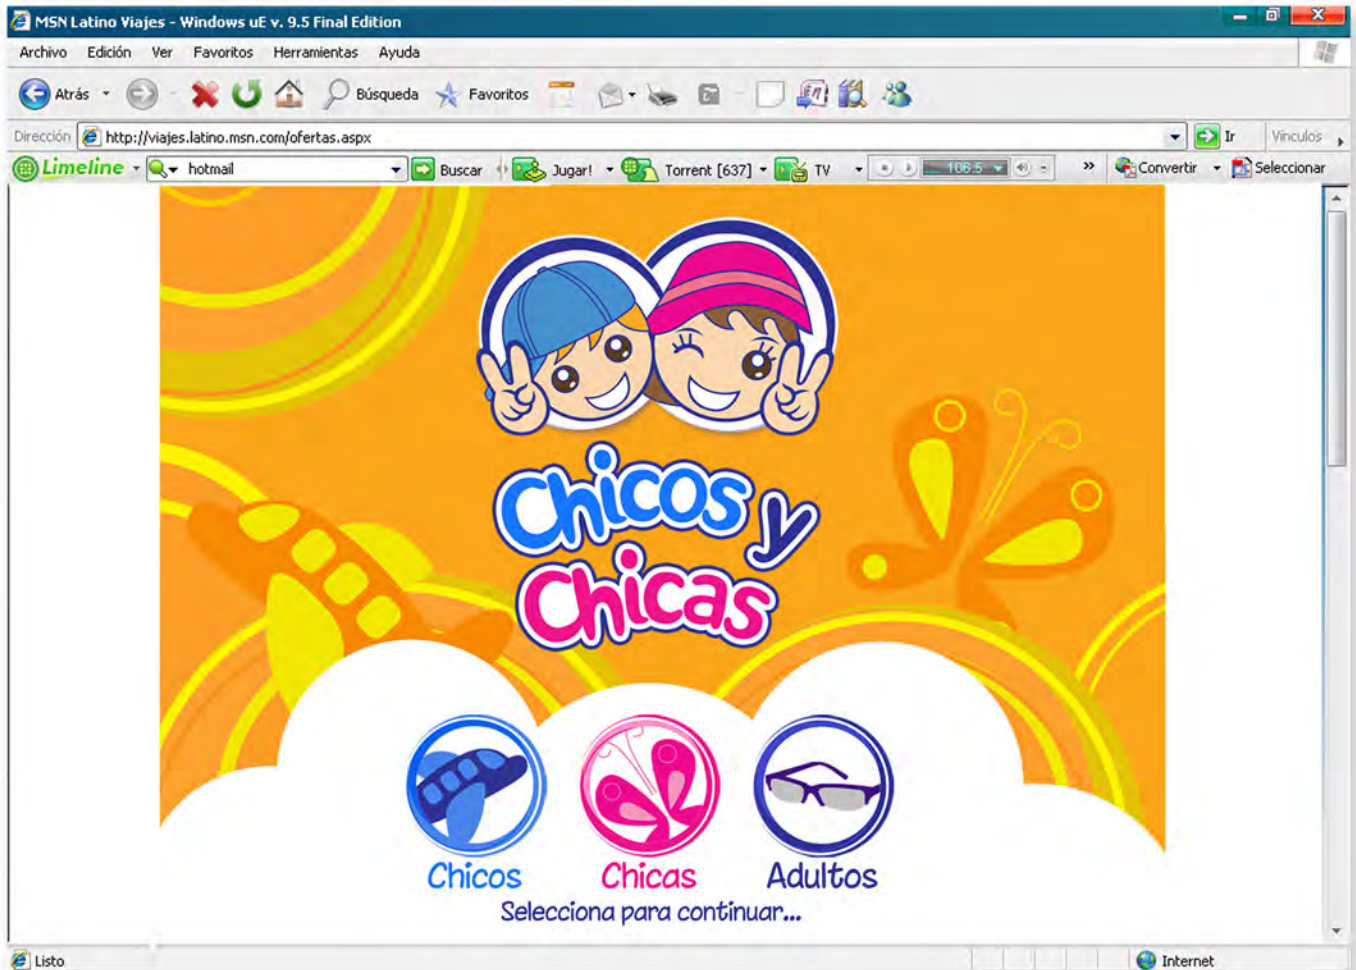 MSN Latino Viajes - Windows uE v. 9.5 Final Edition
Archivo Edición Ver Favoritos Herramientas Ayuda
Atrás Búsqueda Favoritos
Dirección http://viajes.latino.msn.com/ofertas.aspx Ir Vínculos
Limeline hotmail Buscar Jugar! Torrent [637] TV 106.5 » Convertir Seleccionar
Chicos y
Chicas
Chicos Chicas Adultos
Selecciona para continuar...
Listo Internet